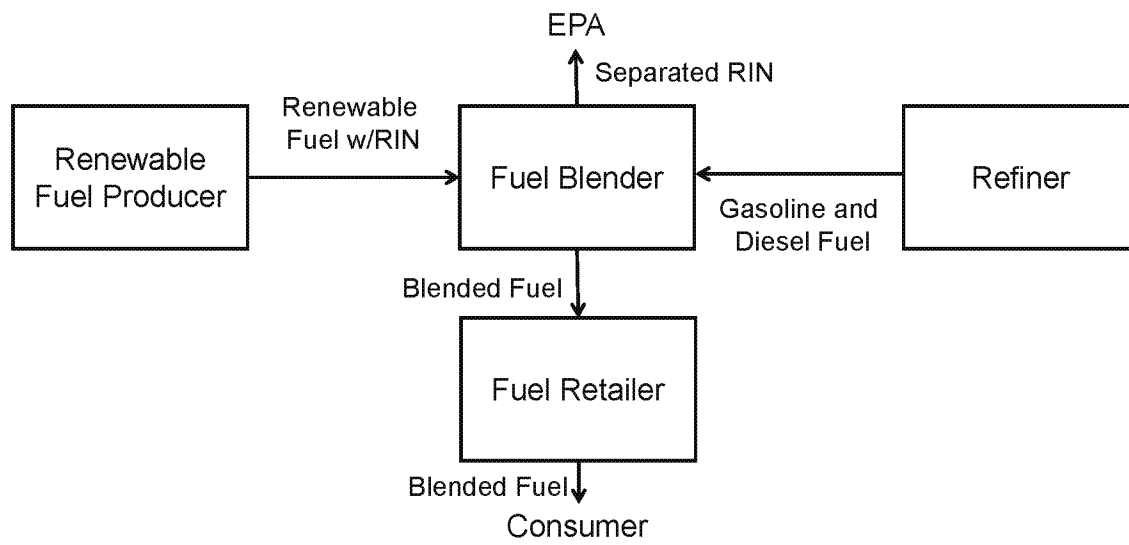 EPA
Separated RIN
Renewable
Fuel w/RIN
Renewable
Fuel Producer
Fuel Blender
Refiner
Gasoline and
Diesel Fuel
Blended Fuel
Fuel Retailer
Blended Fuel
Consumer